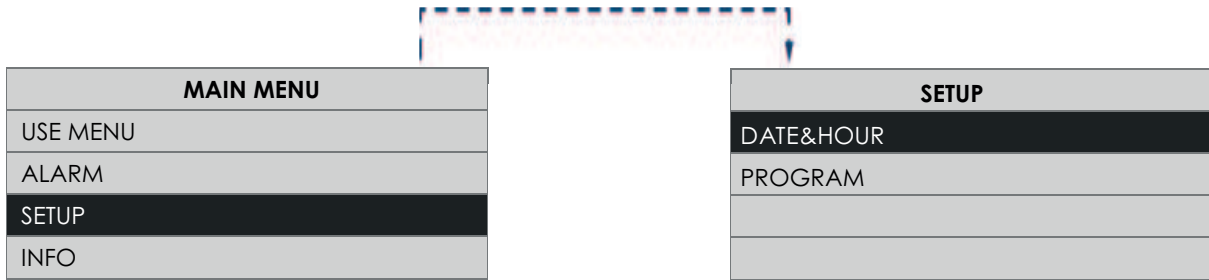 MAIN MENU
USE MENU
ALARM
SETUP
INFO
SETUP
DATE&HOUR
PROGRAM